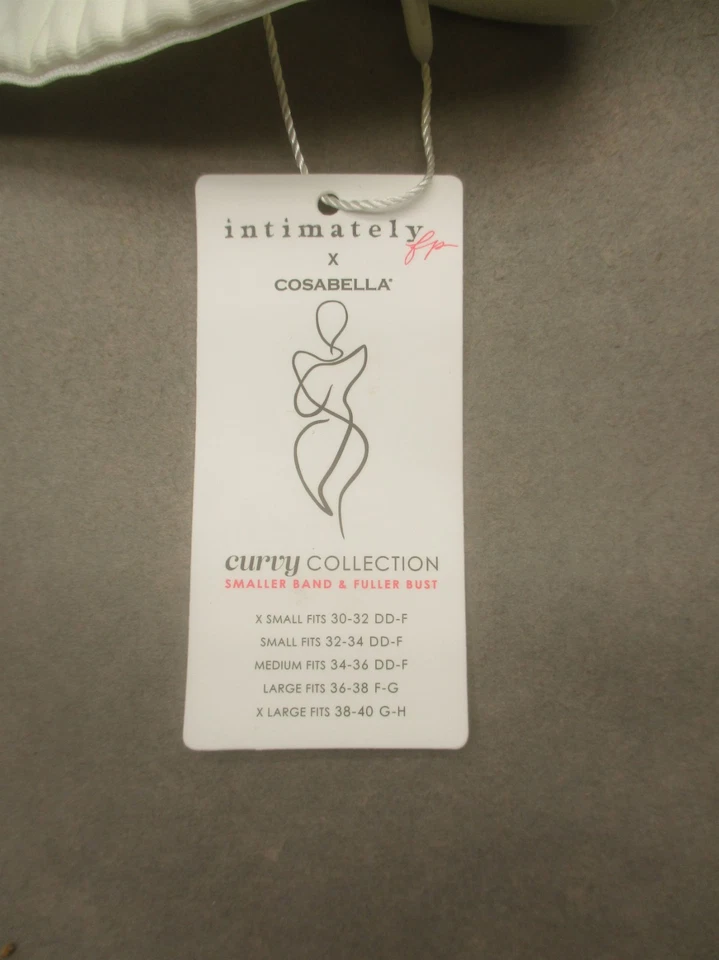 intimately fp
X
COSABELLA®
curvy COLLECTION
SMALLER BAND & FULLER BUST
X SMALL FITS 30-32 DD-F
SMALL FITS 32-34 DD-F
MEDIUM FITS 34-36 DD-F
LARGE FITS 36-38 F-G
X LARGE FITS 38-40 G-H